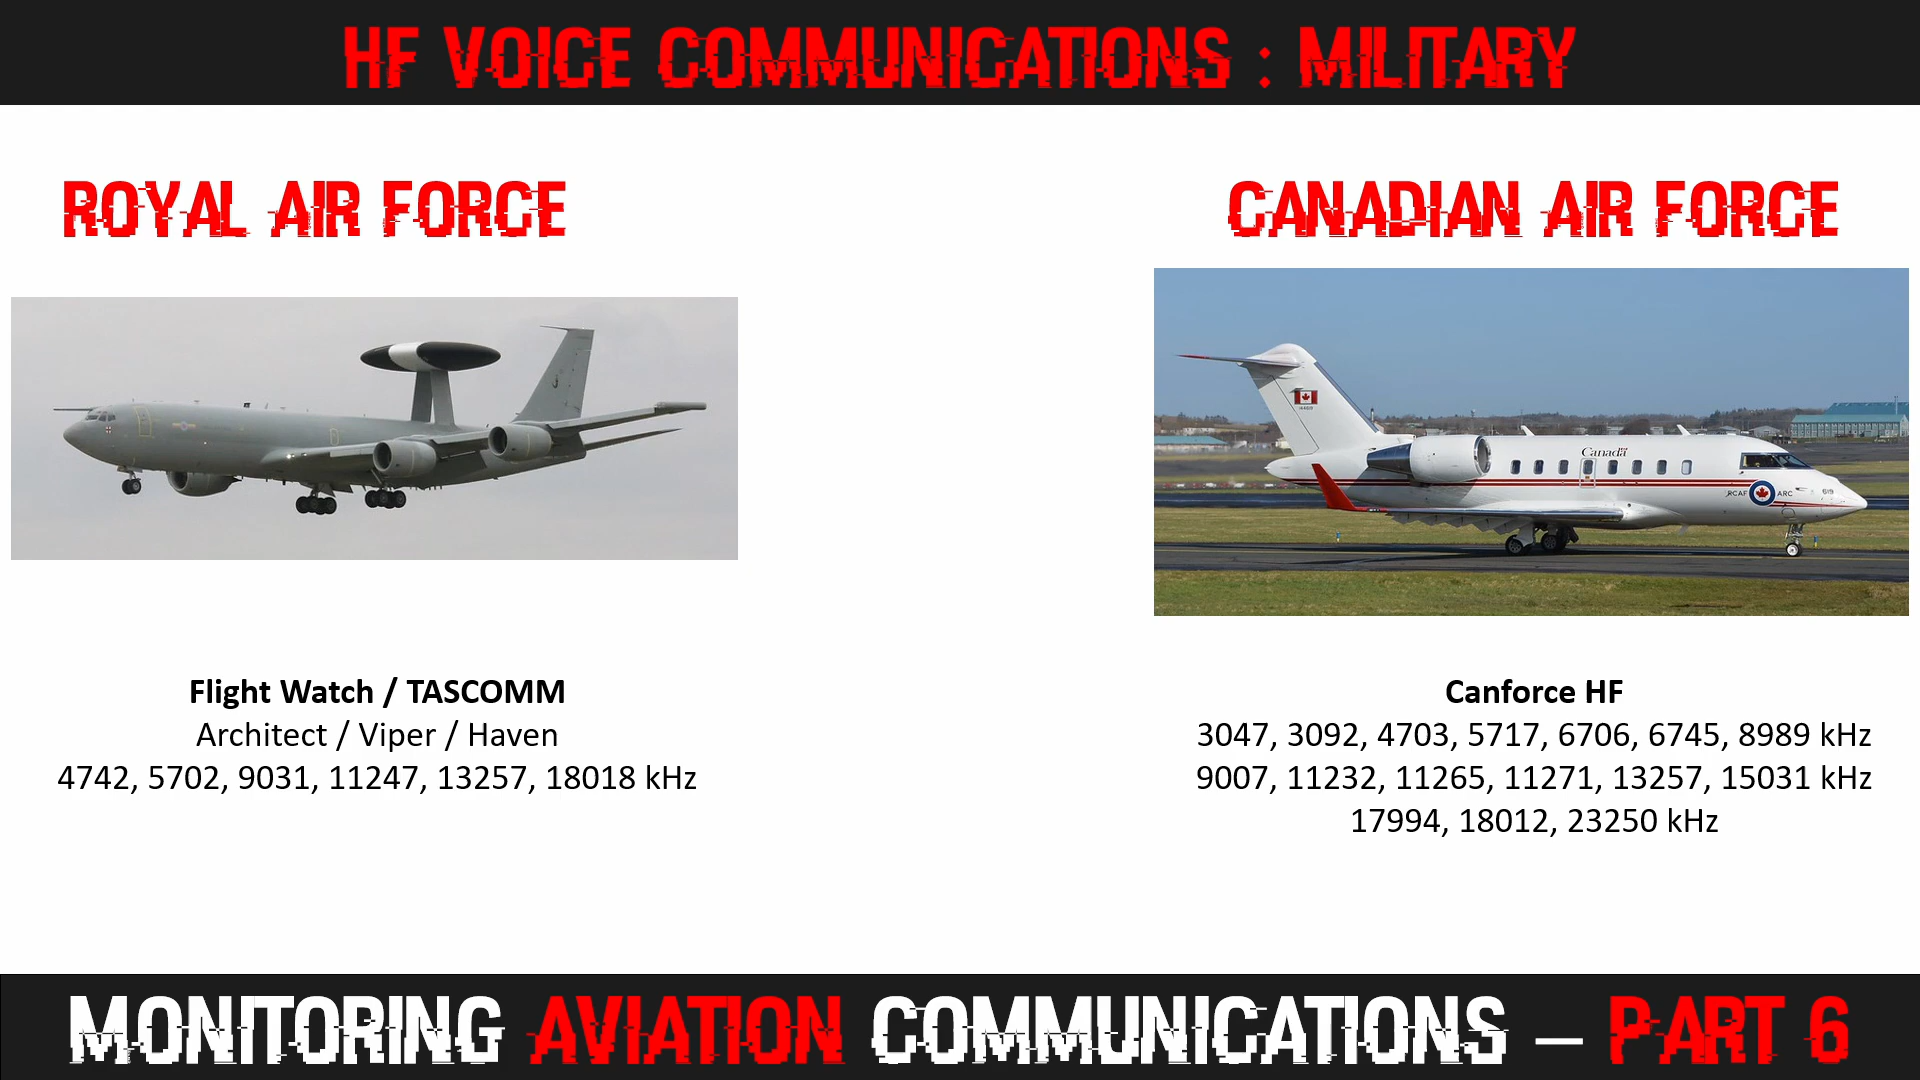 HF VOICE COMMUNICATIONS : MILITARY
ROYAL AIR FORCE
CANADIAN AIR FORCE
Canada
RCAF ARC 619
Flight Watch / TASCOMM
Architect / Viper / Haven
4742, 5702, 9031, 11247, 13257, 18018 kHz
Canforce HF
3047, 3092, 4703, 5717, 6706, 6745, 8989 kHz
9007, 11232, 11265, 11271, 13257, 15031 kHz
17994, 18012, 23250 kHz
MONITORING AVIATION COMMUNICATIONS – PART 6